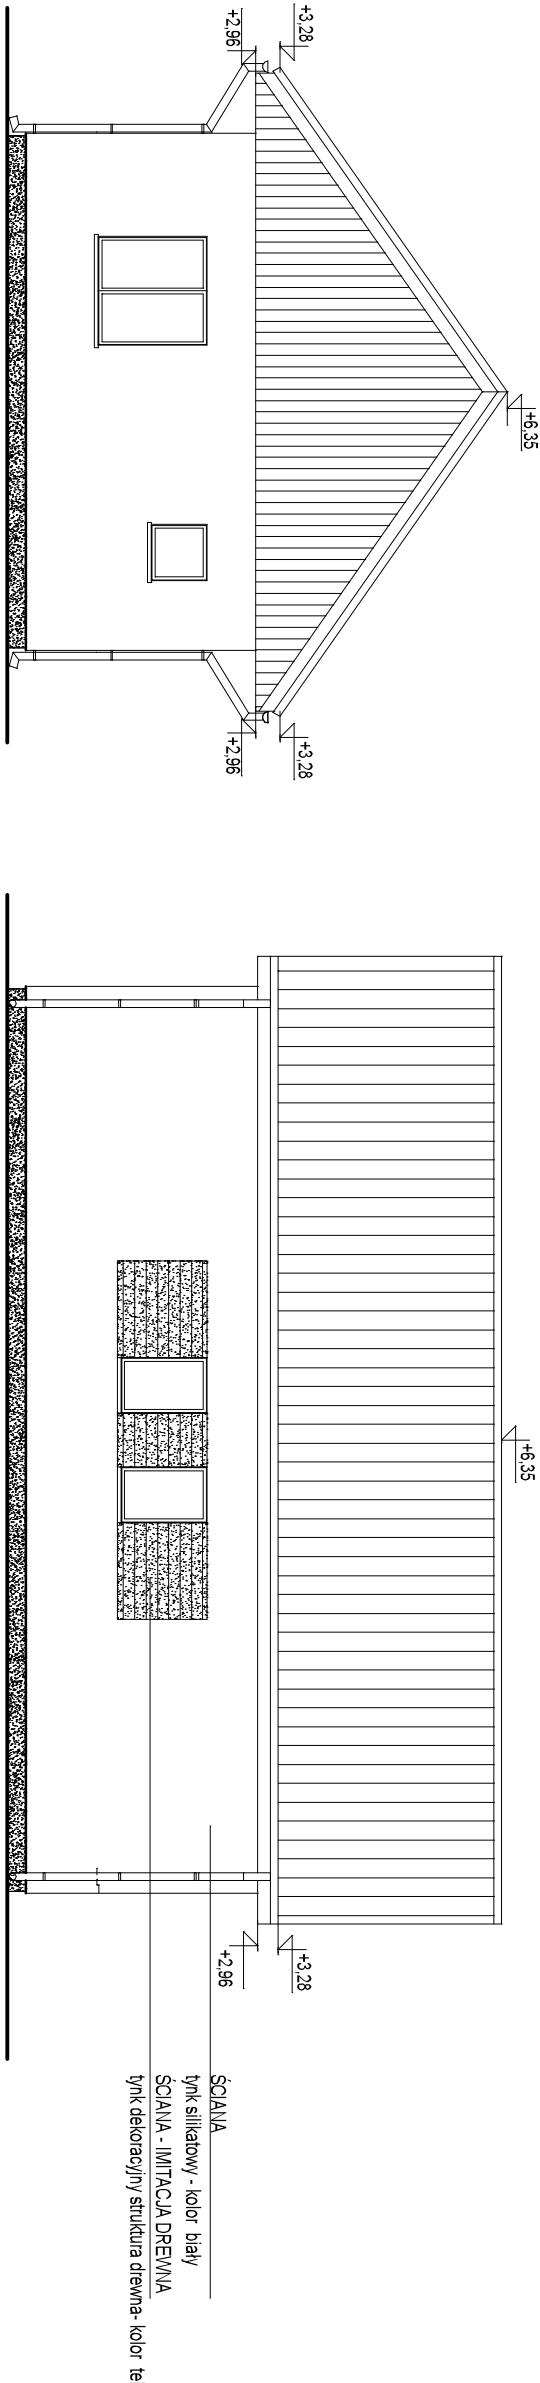 +3,28
+2,96
+6,35
+2,96
+3,28
+6,35
+3,28
+2,96
ŚCIANA
tynk silikatowy - kolor biały
ŚCIANA - IMITACJA DREWNA
tynk dekoracyjny struktura drewna- kolor